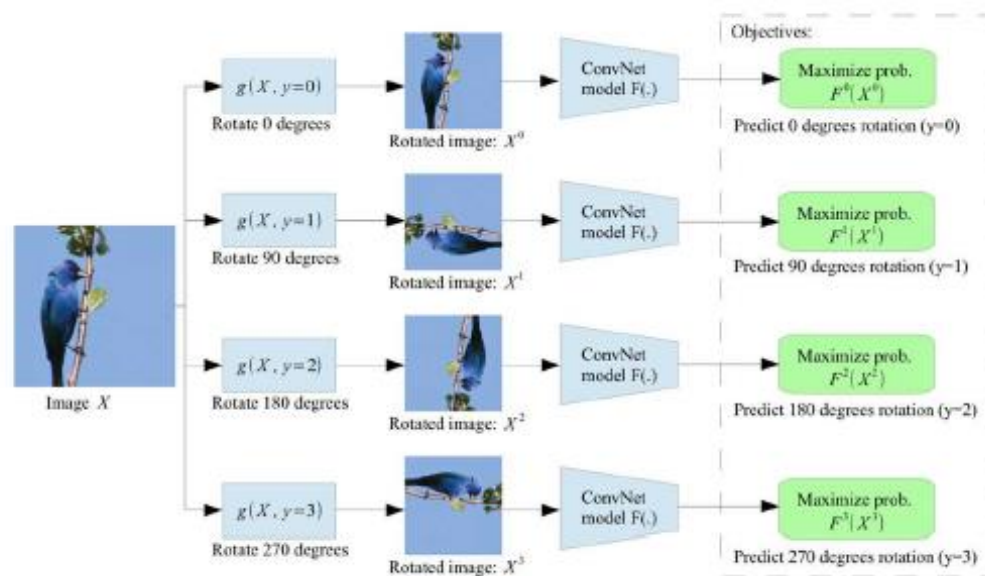 Objectives:
g(X, y=0)
Rotate 0 degrees
Rotated image: X⁰
ConvNet
model F(.)
Maximize prob.
F⁰(X⁰)
Predict 0 degrees rotation (y=0)
g(X, y=1)
Rotate 90 degrees
Rotated image: X¹
ConvNet
model F(.)
Maximize prob.
F¹(X¹)
Predict 90 degrees rotation (y=1)
Image X
g(X, y=2)
Rotate 180 degrees
Rotated image: X²
ConvNet
model F(.)
Maximize prob.
F²(X²)
Predict 180 degrees rotation (y=2)
g(X, y=3)
Rotate 270 degrees
Rotated image: X³
ConvNet
model F(.)
Maximize prob.
F³(X³)
Predict 270 degrees rotation (y=3)